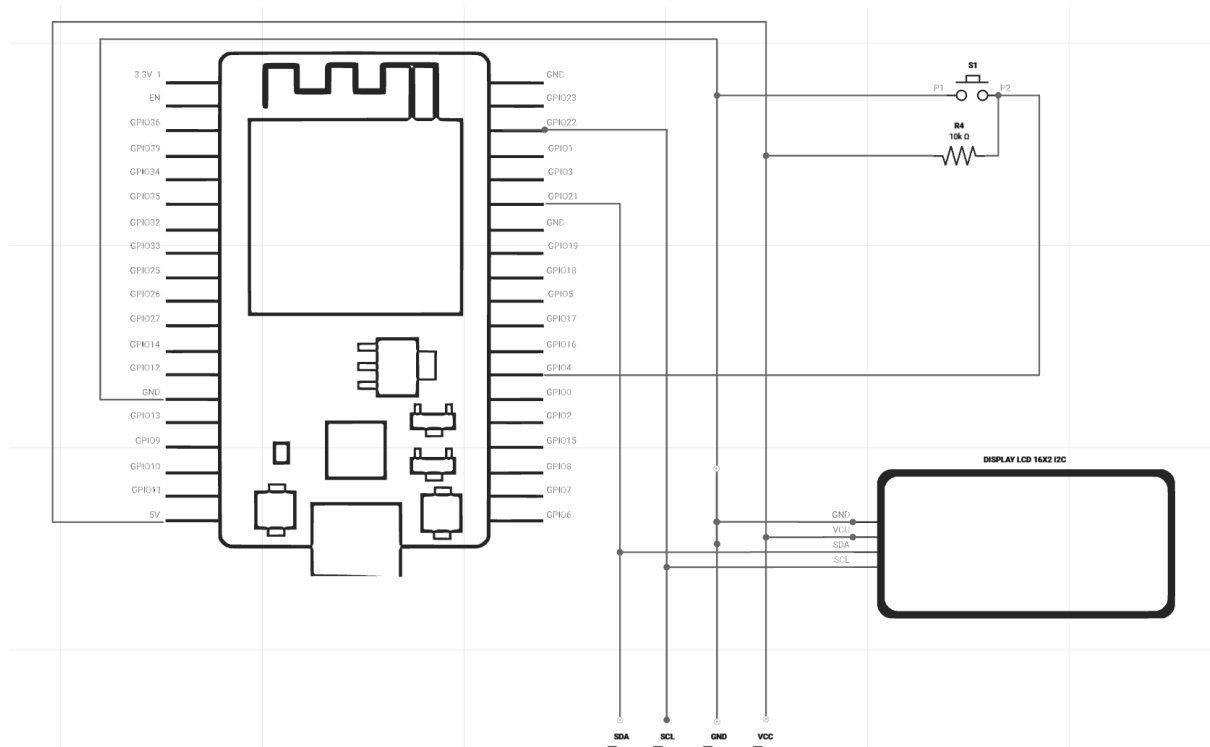 3.3V 1
EN
GPIO36
GPIO39
GPIO34
GPIO35
GPIO32
GPIO33
GPIO25
GPIO26
GPIO27
GPIO14
GPIO12
GND
GPIO13
GPIO9
GPIO10
GPIO11
5V
GND
GPIO23
GPIO22
GPIO1
GPIO3
GPIO21
GND
GPIO19
GPIO18
GPIO5
GPIO17
GPIO16
GPIO4
GPIO0
GPIO2
GPIO15
GPIO8
GPIO7
GPIO6
S1
P1 P2
R4
10k Ω
DISPLAY LCD 16X2 I2C
GND
VCC
SDA
SCL
SDA SCL GND VCC